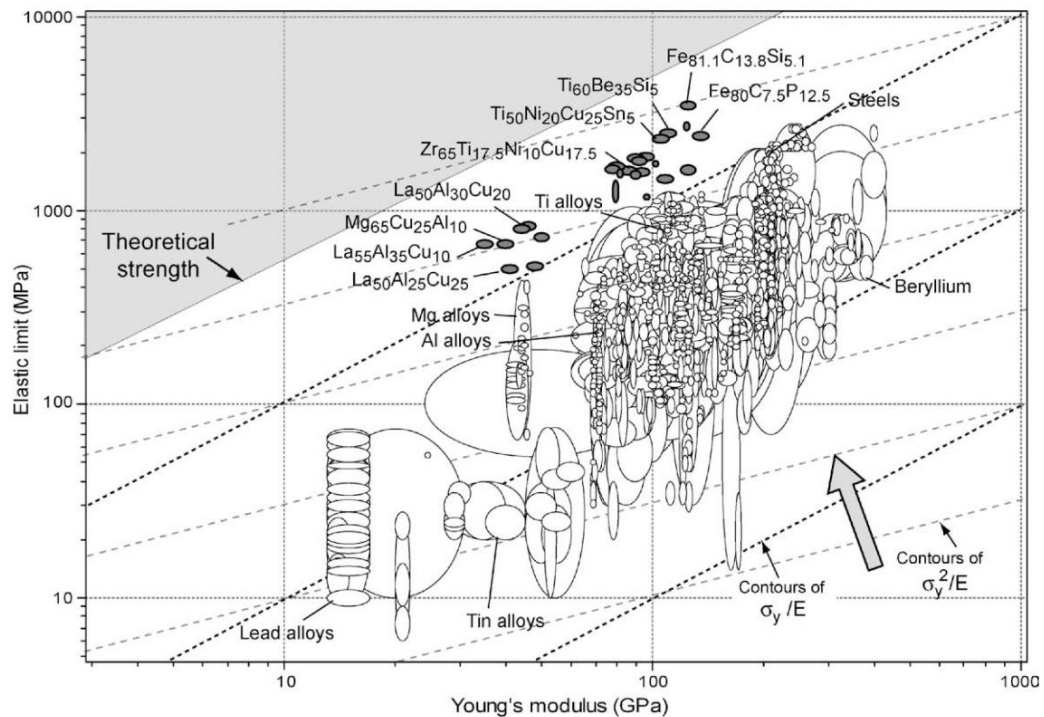 10000
1000
100
10
Elastic limit (MPa)
Theoretical
strength
Fe81.1C13.8Si5.1
Ti60Be35Si5
Fe80C7.5P12.5
Ti50Ni20Cu25Sn5
Steels
Zr65Ti17.5Ni10Cu17.5
La50Al30Cu20
Ti alloys
Mg65Cu25Al10
La55Al35Cu10
La50Al25Cu25
Beryllium
Mg alloys
Al alloys
Contours of
σy²/E
Contours of
σy/E
Lead alloys
Tin alloys
10
100
1000
Young's modulus (GPa)